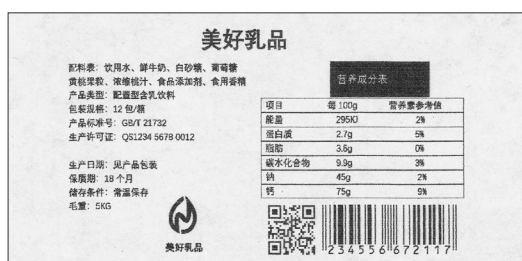 美好乳品
配料表：饮用水、鲜牛奶、白砂糖、葡萄糖
黄桃果粒、浓缩桃汁、食品添加剂、食用香精
产品类型：配置型含乳饮料
包装规格：12 包/箱
产品标准号：GB/T 21732
生产许可证：QS1234 5678 0012
生产日期：见产品包装
保质期：18 个月
储存条件：常温保存
毛重：5KG
美好乳品
营养成分表
项目 每 100g 营养素参考值
能量 295KJ 2%
蛋白质 2.7g 5%
脂肪 3.6g 0%
碳水化合物 9.9g 3%
钠 45g 2%
钙 75g 9%
234556672117